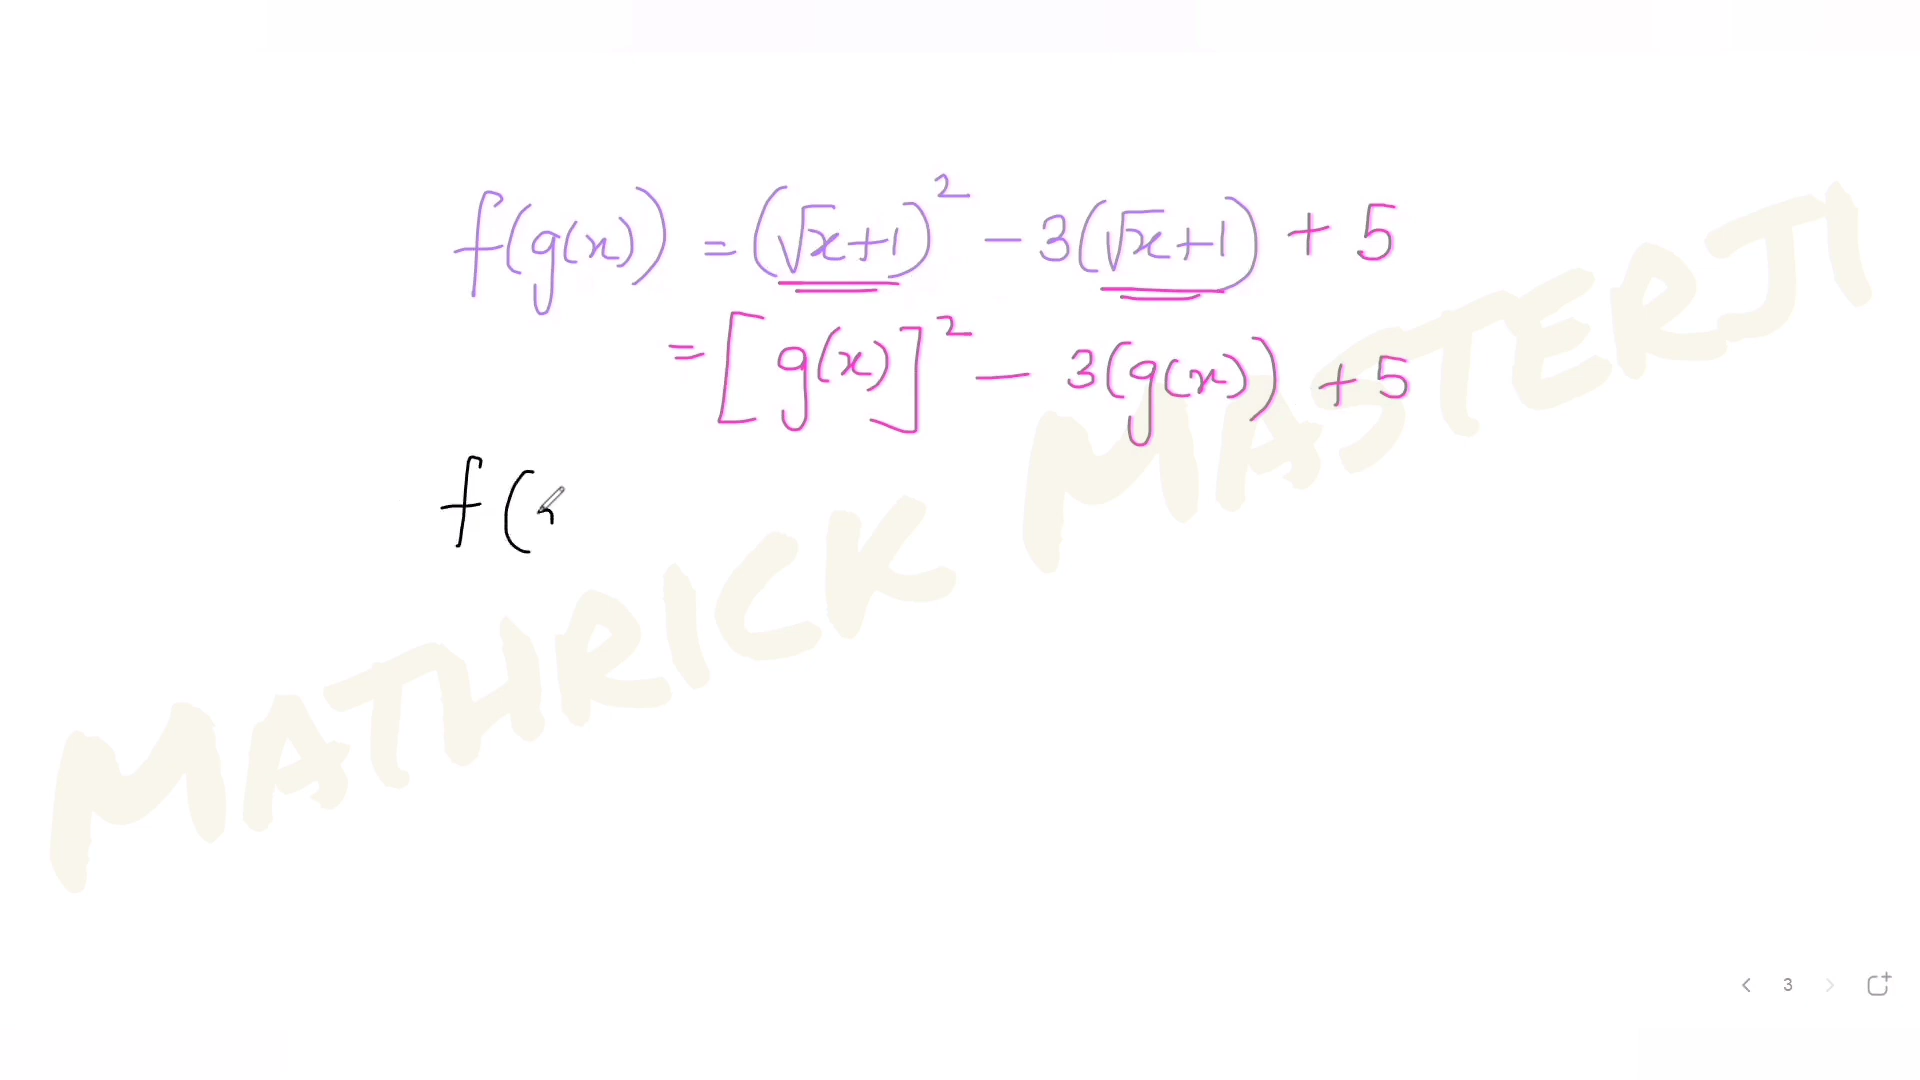 f(g(x)) = (√x+1)² − 3(√x+1) + 5
= [g(x)]² − 3(g(x)) + 5
f(
MATHRICK MASTERJI
3